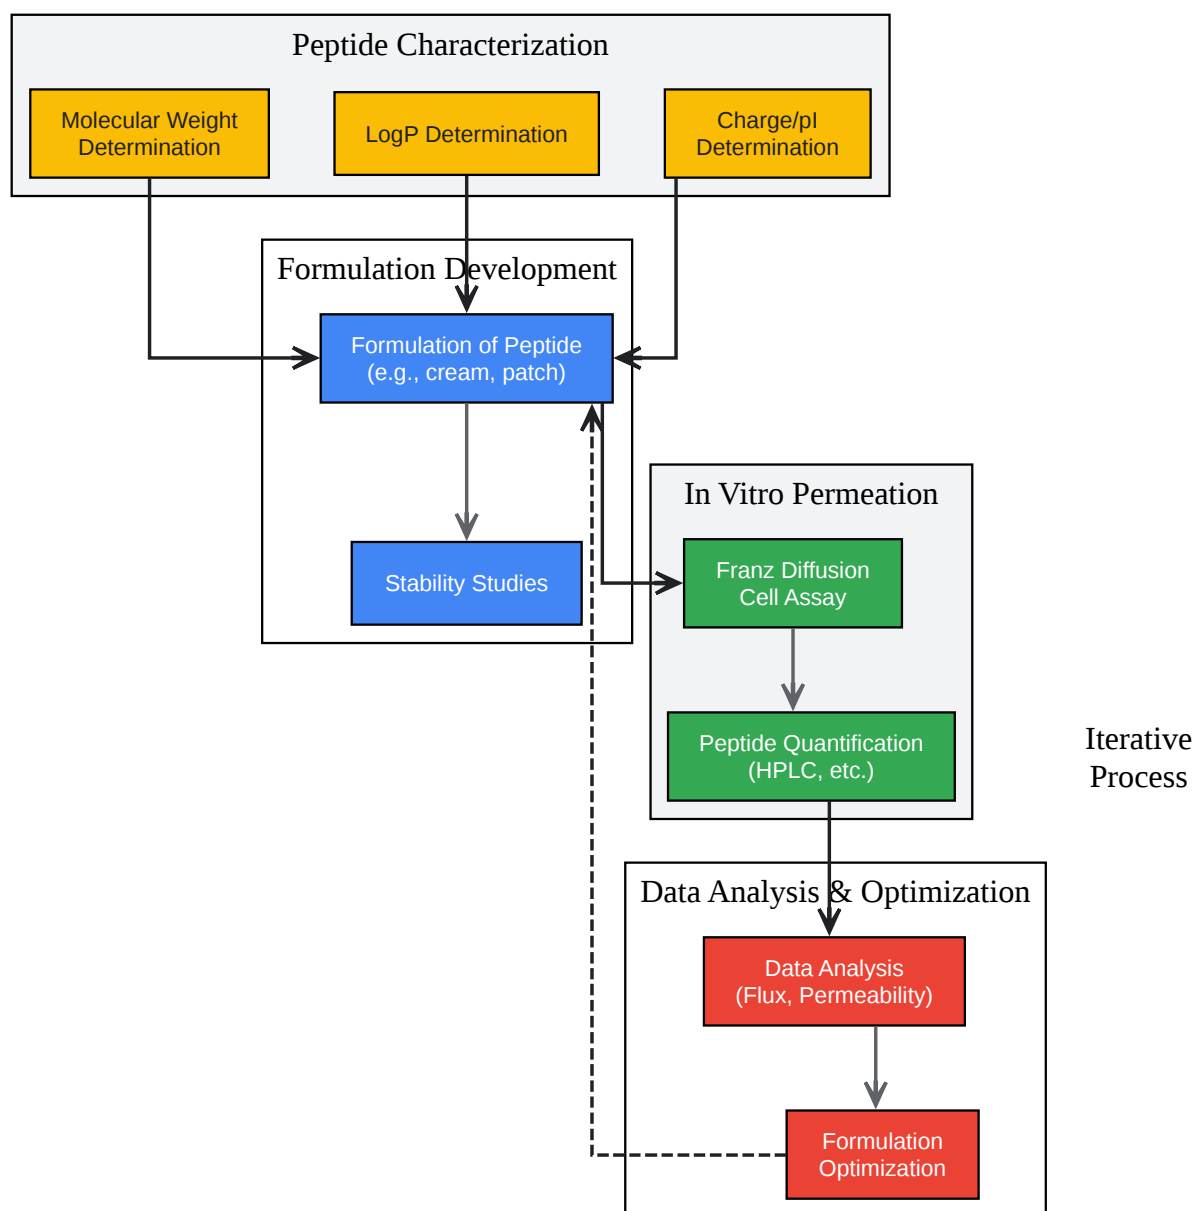 Peptide Characterization
Molecular Weight
Determination
LogP Determination
Charge/pI
Determination
Formulation Development
Formulation of Peptide
(e.g., cream, patch)
Stability Studies
In Vitro Permeation
Franz Diffusion
Cell Assay
Peptide Quantification
(HPLC, etc.)
Iterative
Process
Data Analysis & Optimization
Data Analysis
(Flux, Permeability)
Formulation
Optimization